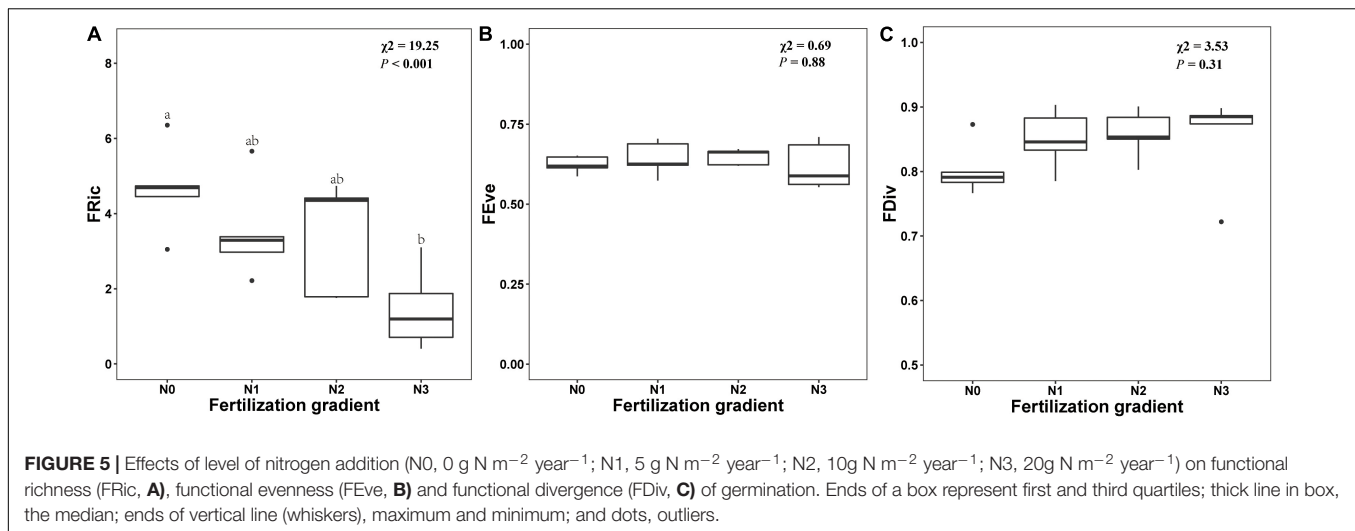 A
χ2 = 19.25
P < 0.001
8
6
4
2
0
FRic
a
ab
ab
b
N0 N1 N2 N3
Fertilization gradient
B
χ2 = 0.69
P = 0.88
1.00
0.75
0.50
0.25
0.00
FEve
N0 N1 N2 N3
Fertilization gradient
C
χ2 = 3.53
P = 0.31
1.0
0.9
0.8
0.7
0.6
0.5
FDiv
N0 N1 N2 N3
Fertilization gradient
FIGURE 5 | Effects of level of nitrogen addition (N0, 0 g N m−2 year−1; N1, 5 g N m−2 year−1; N2, 10g N m−2 year−1; N3, 20g N m−2 year−1) on functional
richness (FRic, A), functional evenness (FEve, B) and functional divergence (FDiv, C) of germination. Ends of a box represent first and third quartiles; thick line in box,
the median; ends of vertical line (whiskers), maximum and minimum; and dots, outliers.